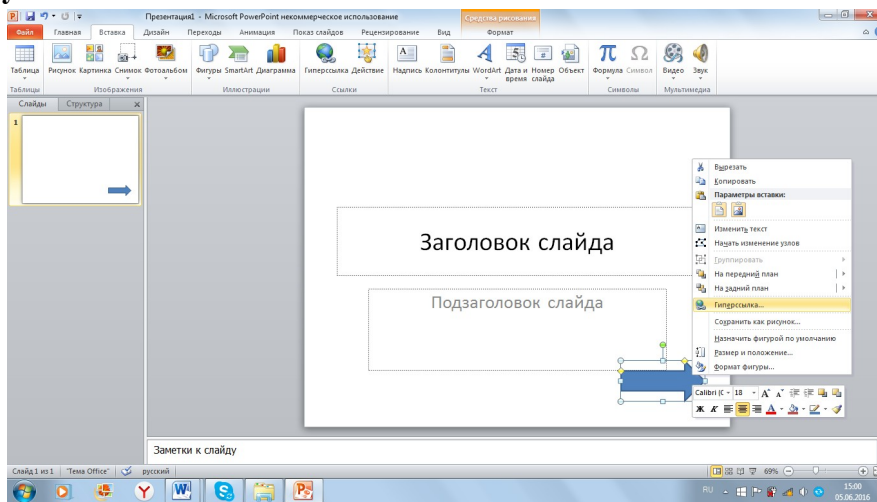 Презентация1 - Microsoft PowerPoint некоммерческое использование
Средства рисования
Файл Главная Вставка Дизайн Переходы Анимация Показ слайдов Рецензирование Вид Формат
Таблица Рисунок Картинка Снимок Фотоальбом Фигуры SmartArt Диаграмма Гиперссылка Действие Надпись Колонтитулы WordArt Дата и время Номер слайда Объект Формула Символ Видео Звук
Таблицы Изображения Иллюстрации Ссылки Текст Символы Мультимедиа
Слайды Структура
1
Заголовок слайда
Подзаголовок слайда
Вырезать
Копировать
Параметры вставки:
Изменить текст
Начать изменение узлов
Группировать
На передний план
На задний план
Гиперссылка...
Сохранить как рисунок...
Назначить фигурой по умолчанию
Размер и положение...
Формат фигуры...
Calibri (С 18
Ж К
Заметки к слайду
Слайд 1 из 1 "Тема Office" русский 69%
RU 15:00
05.06.2016